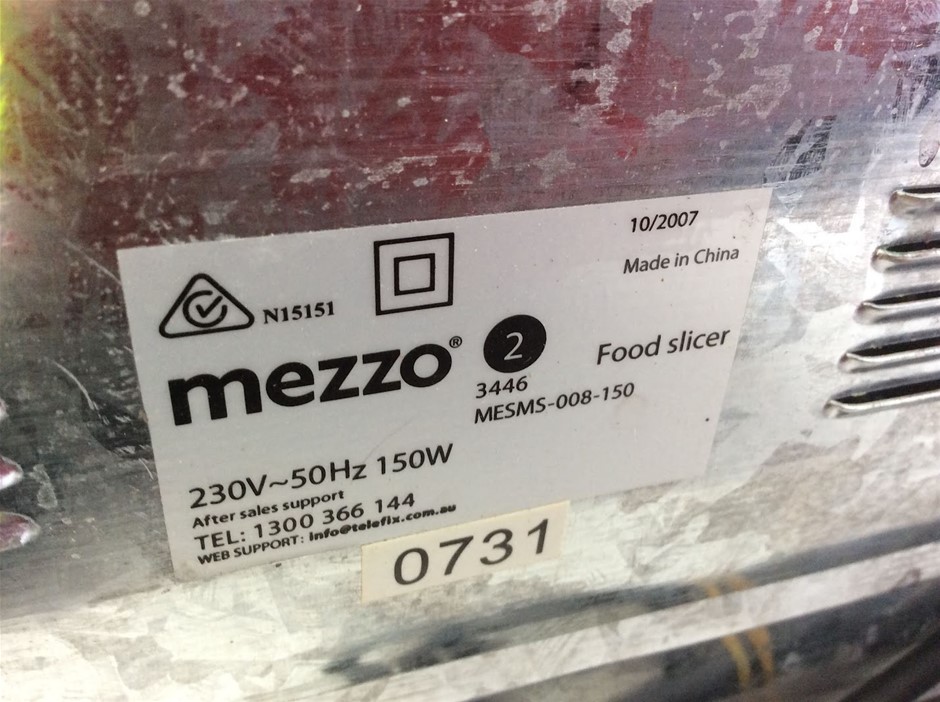 10/2007
Made in China
N15151
mezzo® 2
Food slicer
3446
MESMS-008-150
230V~50Hz 150W
After sales support
TEL: 1300 366 144
WEB SUPPORT: info@telefix.com.au
0731